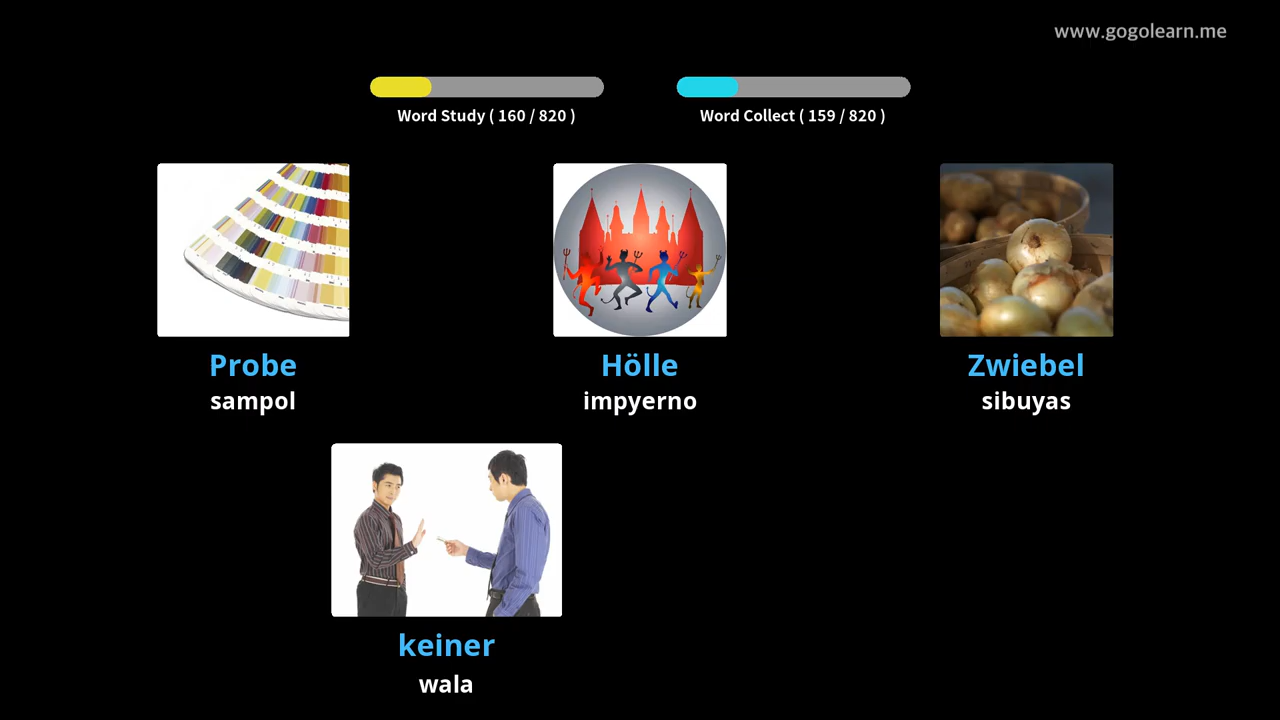 www.gogolearn.me
Word Study ( 160 / 820 )
Word Collect ( 159 / 820 )
Probe
sampol
Hölle
impyerno
Zwiebel
sibuyas
keiner
wala